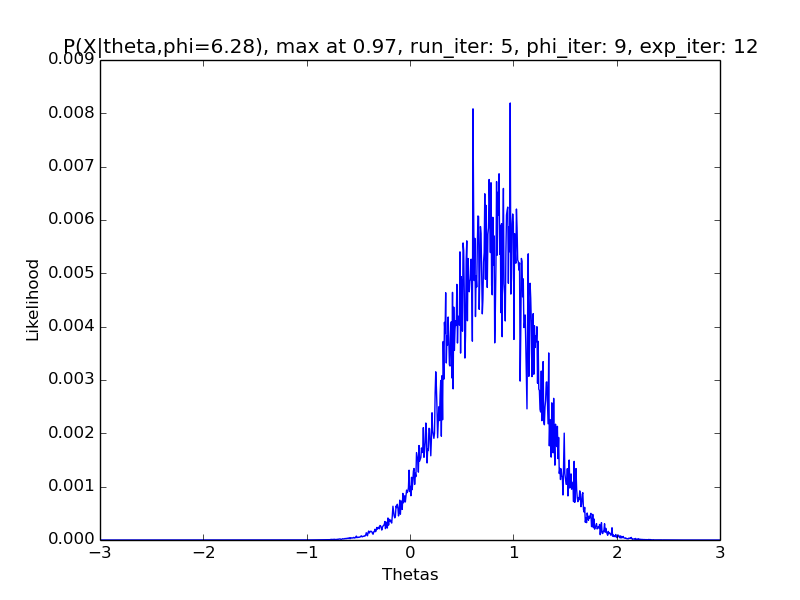 P(X|theta,phi=6.28), max at 0.97, run_iter: 5, phi_iter: 9, exp_iter: 12
0.009
0.008
0.007
0.006
0.005
0.004
0.003
0.002
0.001
0.000
Likelihood
−3 −2 −1 0 1 2 3
Thetas